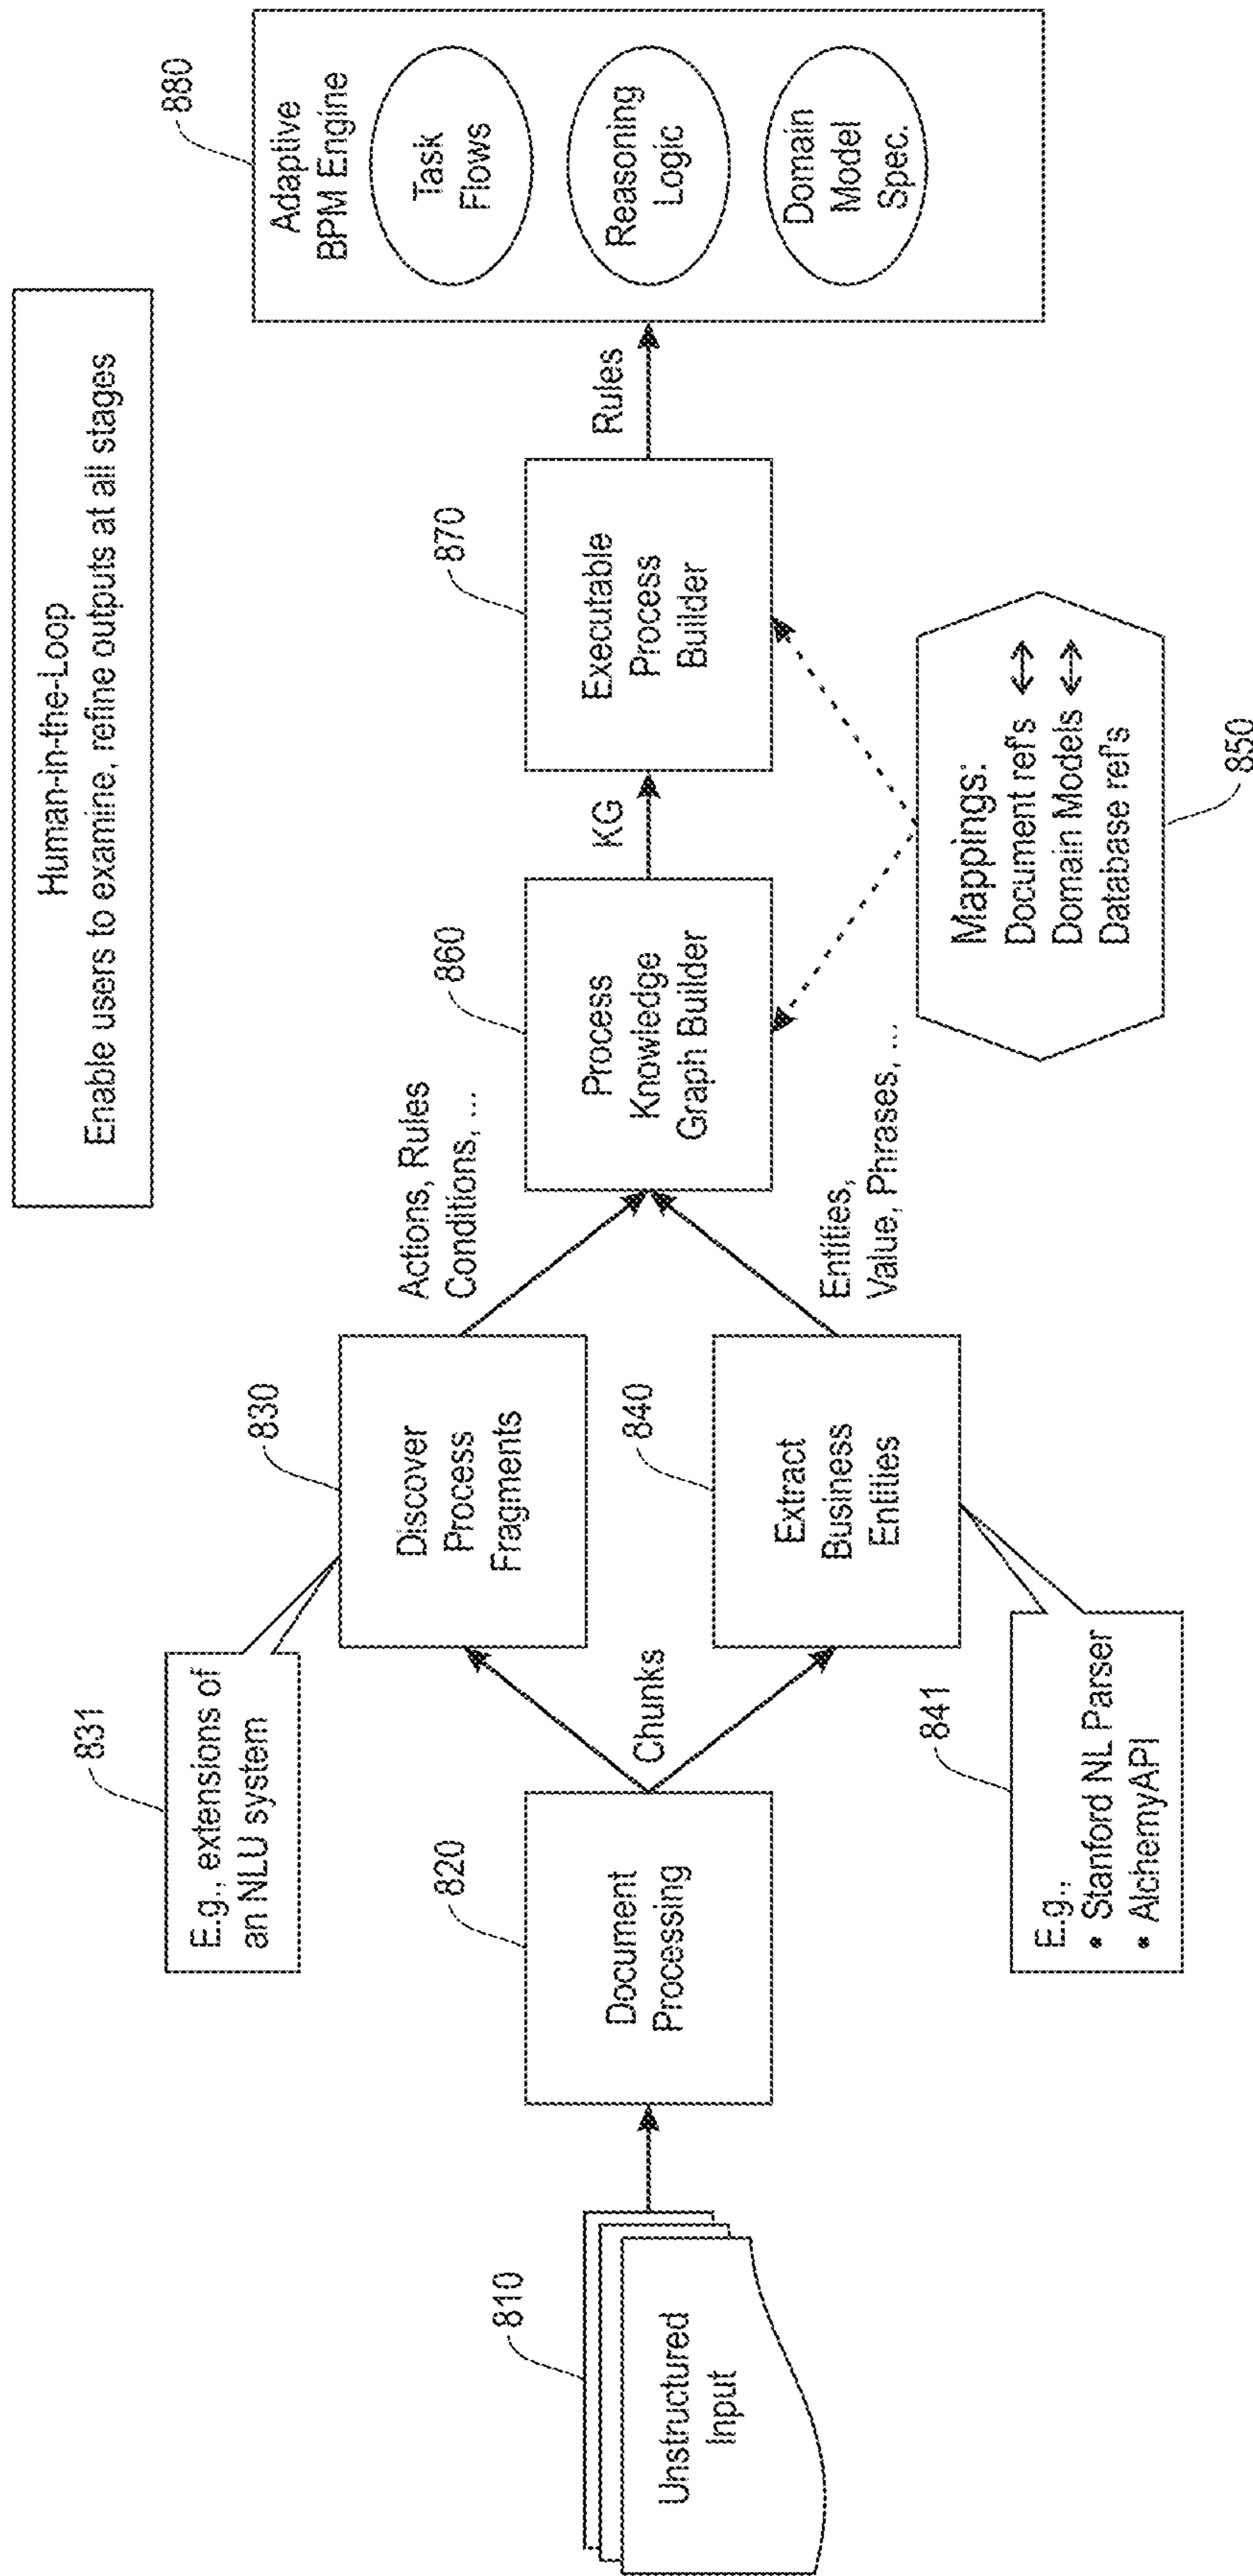 Human-in-the-Loop
Enable users to examine, refine outputs at all stages
810
Unstructured
Input
820
Document
Processing
Chunks
831
E.g., extensions of
an NLU system
830
Discover
Process
Fragments
840
Extract
Business
Entities
841
E.g.,
• Stanford NL Parser
• AlchemyAPI
Actions, Rules
Conditions, ...
Entities,
Value, Phrases, ...
860
Process
Knowledge
Graph Builder
KG
870
Executable
Process
Builder
Mappings:
Document ref's ↔
Domain Models ↔
Database ref's
850
Rules
880
Adaptive
BPM Engine
Task
Flows
Reasoning
Logic
Domain
Model
Spec.